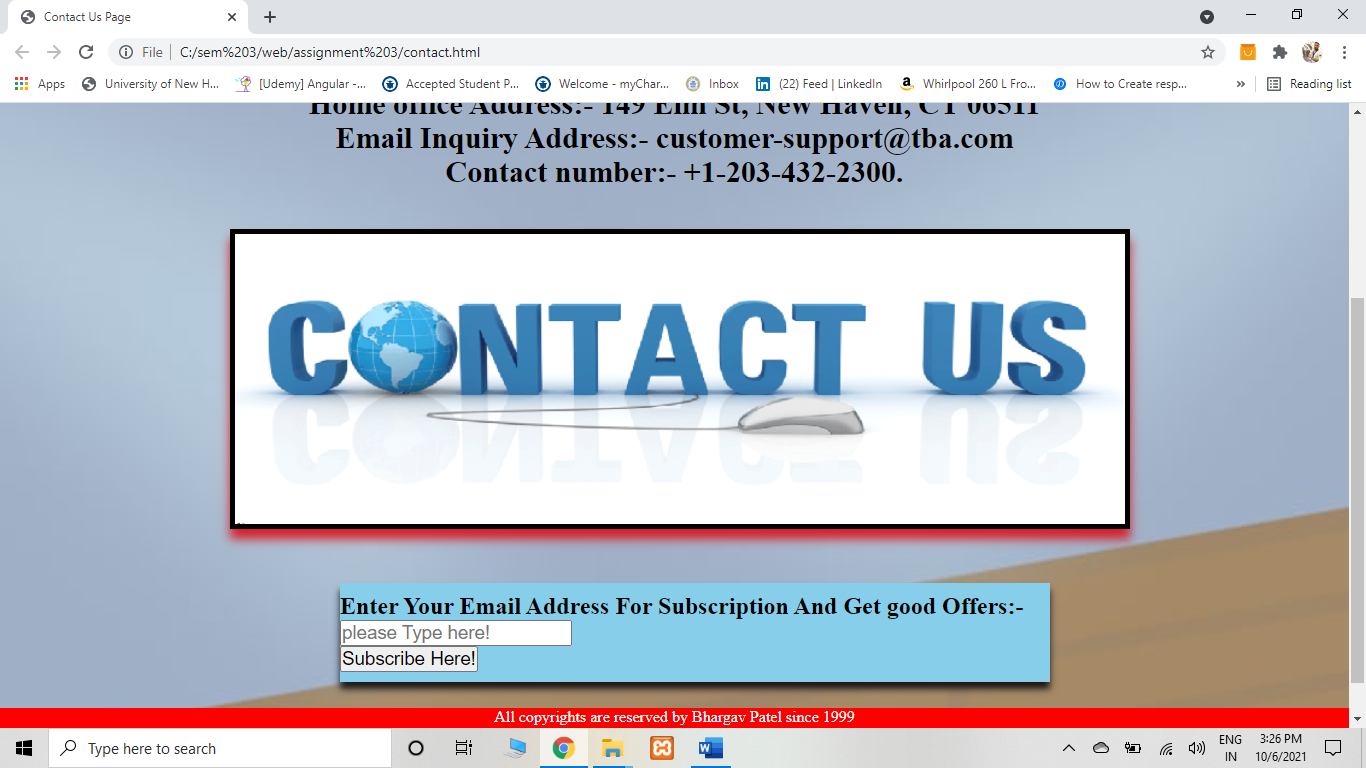 Contact Us Page
File
C:/sem%203/web/assignment%203/contact.html
Apps
University of New H...
[Udemy] Angular -...
Accepted Student P...
Welcome - myChar...
Inbox
(22) Feed | LinkedIn
Whirlpool 260 L Fro...
How to Create resp...
»
Reading list
Home office Address:- 149 Elm St, New Haven, CT 06511
Email Inquiry Address:- customer-support@tba.com
Contact number:- +1-203-432-2300.
CONTACT US
Enter Your Email Address For Subscription And Get good Offers:-
please Type here!
Subscribe Here!
All copyrights are reserved by Bhargav Patel since 1999
Type here to search
ENG
IN
3:26 PM
10/6/2021